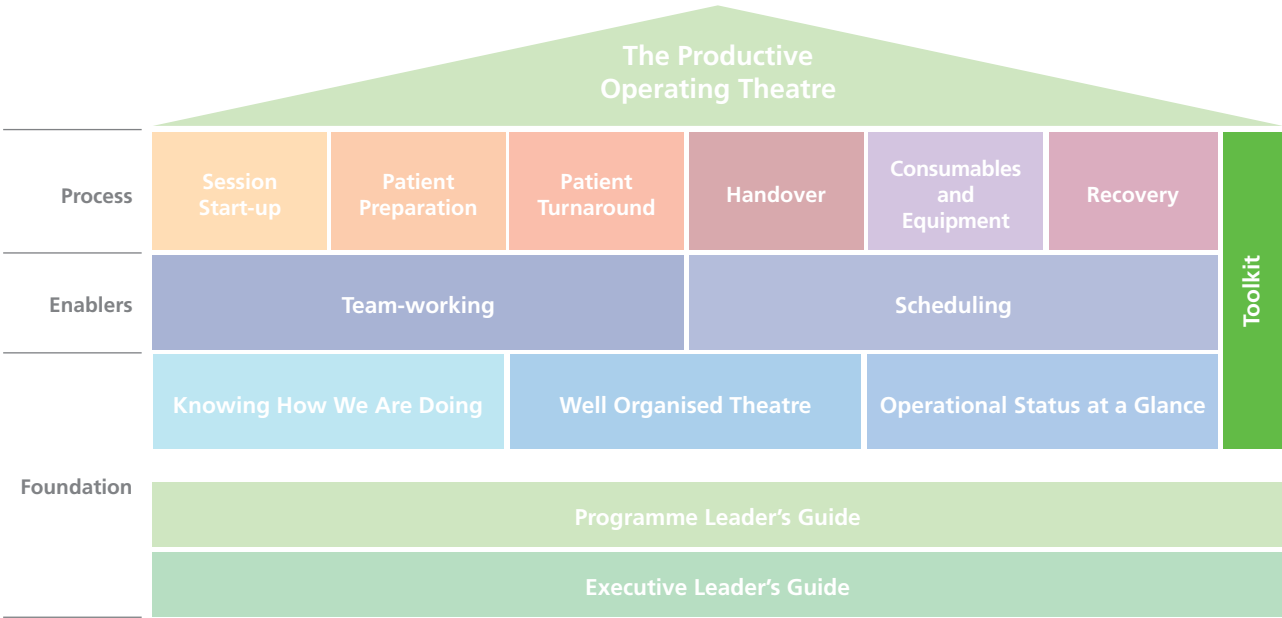 The Productive
Operating Theatre
Process
Session
Start-up
Patient
Preparation
Patient
Turnaround
Handover
Consumables
and
Equipment
Recovery
Toolkit
Enablers
Team-working
Scheduling
Knowing How We Are Doing
Well Organised Theatre
Operational Status at a Glance
Foundation
Programme Leader’s Guide
Executive Leader’s Guide